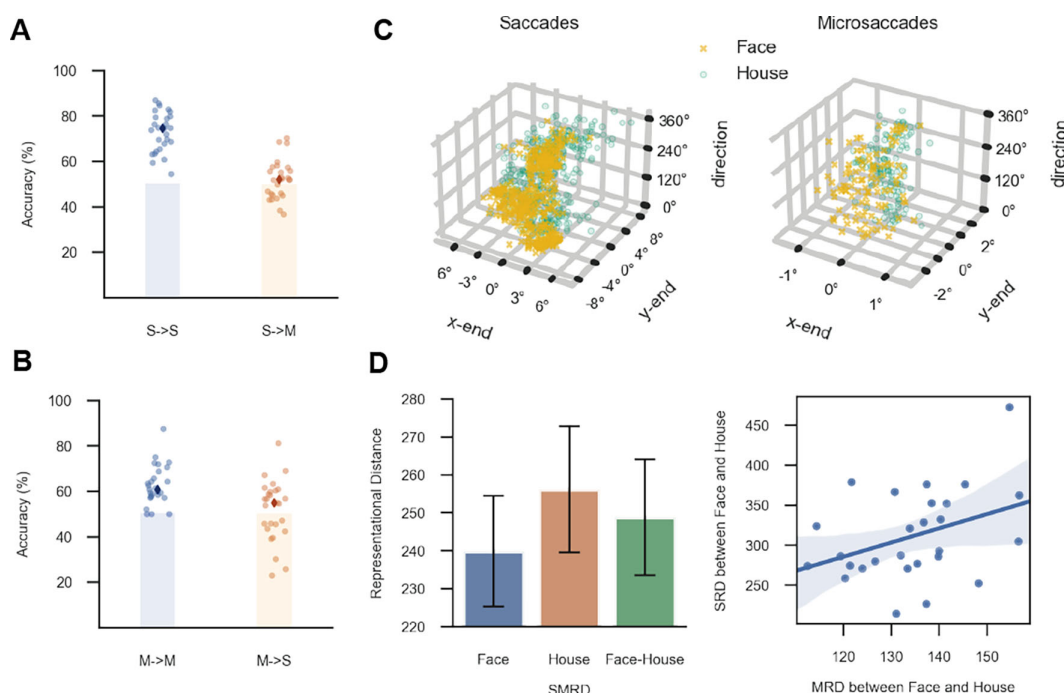 A
Accuracy (%)
100
80
60
40
20
S->S
S->M
B
Accuracy (%)
100
80
60
40
20
M->M
M->S
C
Saccades
Microsaccades
Face
House
360°
240°
120°
0°
direction
8°
4°
0°
-4°
-8°
y-end
6°
-3°
0°
3°
6°
x-end
360°
240°
120°
0°
direction
2°
0°
-2°
y-end
-1°
0°
1°
x-end
D
Representational Distance
280
270
260
250
240
230
220
Face
House
Face-House
SMRD
SRD between Face and House
450
400
350
300
250
120
130
140
150
MRD between Face and House